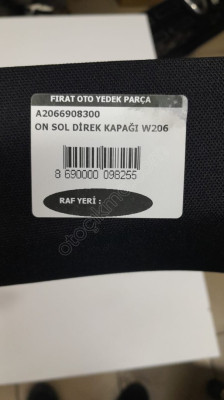 FIRAT OTO YEDEK PARÇA
A2066908300
ON SOL DİREK KAPAĞI W206
8 690000 098255
RAF YERİ :